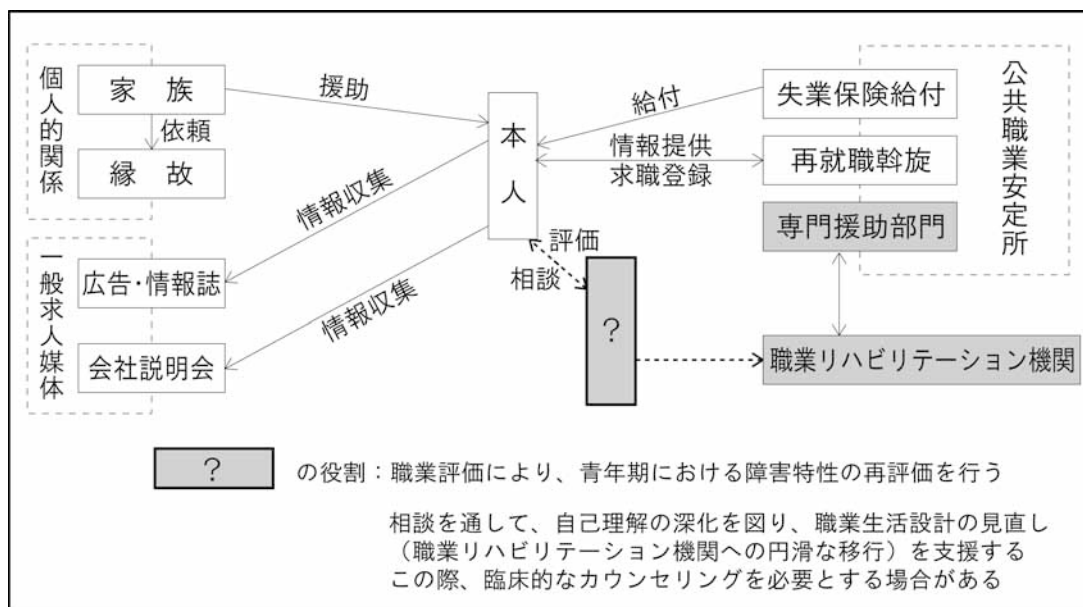 個人的関係
家　族
依頼
縁　故
援助
本人
給付
失業保険給付
情報提供
求職登録
再就職斡旋
専門援助部門
公共職業安定所
情報収集
情報収集
一般求人媒体
広告・情報誌
会社説明会
評価
相談
？
職業リハビリテーション機関
？ の役割：職業評価により、青年期における障害特性の再評価を行う
相談を通して、自己理解の深化を図り、職業生活設計の見直し
（職業リハビリテーション機関への円滑な移行）を支援する
この際、臨床的なカウンセリングを必要とする場合がある